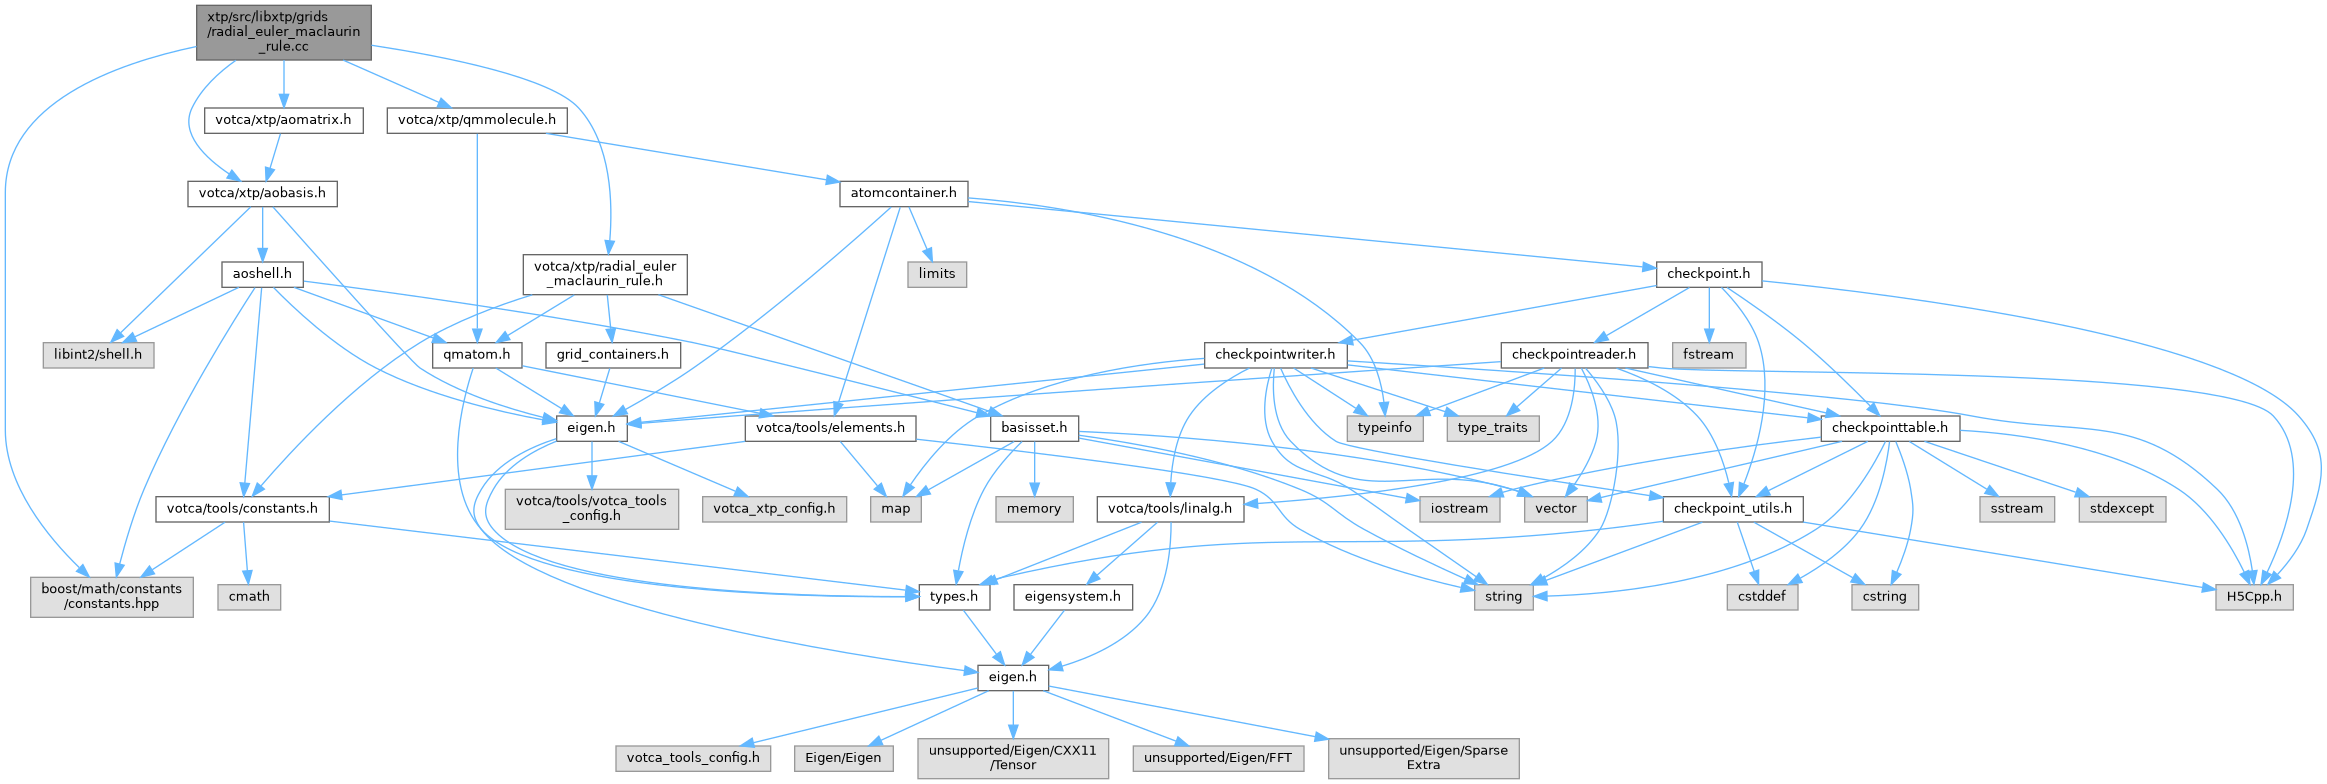 xtp/src/libxtp/grids
/radial_euler_maclaurin
_rule.cc
votca/xtp/aomatrix.h
votca/xtp/qmmolecule.h
votca/xtp/aobasis.h
atomcontainer.h
aoshell.h
votca/xtp/radial_euler
_maclaurin_rule.h
limits
checkpoint.h
libint2/shell.h
qmatom.h
grid_containers.h
checkpointwriter.h
checkpointreader.h
fstream
eigen.h
votca/tools/elements.h
basisset.h
typeinfo
type_traits
checkpointtable.h
votca/tools/constants.h
votca/tools/votca_tools
_config.h
votca_xtp_config.h
map
memory
votca/tools/linalg.h
iostream
vector
checkpoint_utils.h
sstream
stdexcept
boost/math/constants
/constants.hpp
cmath
types.h
eigensystem.h
string
cstddef
cstring
H5Cpp.h
eigen.h
votca_tools_config.h
Eigen/Eigen
unsupported/Eigen/CXX11
/Tensor
unsupported/Eigen/FFT
unsupported/Eigen/Sparse
Extra